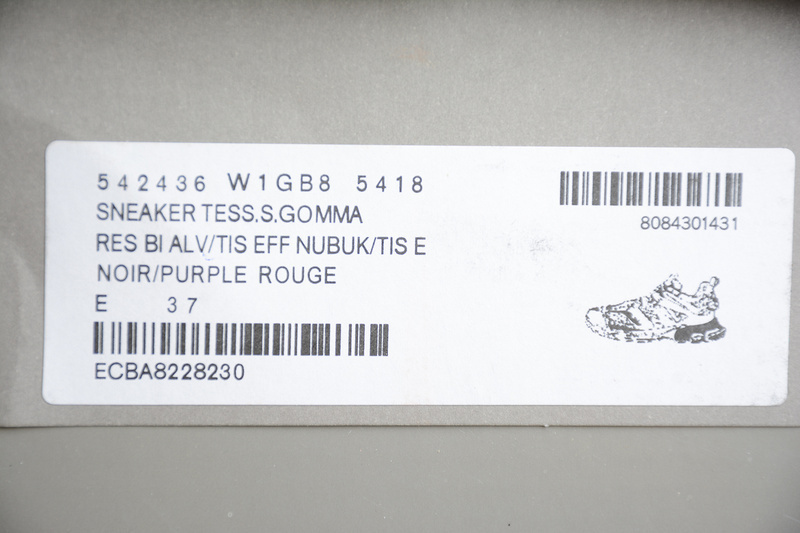 542436 W1GB8 5418
SNEAKER TESS.S.GOMMA
RES BI ALV/TIS EFF NUBUK/TIS E
NOIR/PURPLE ROUGE
E 37
ECBA8228230
8084301431